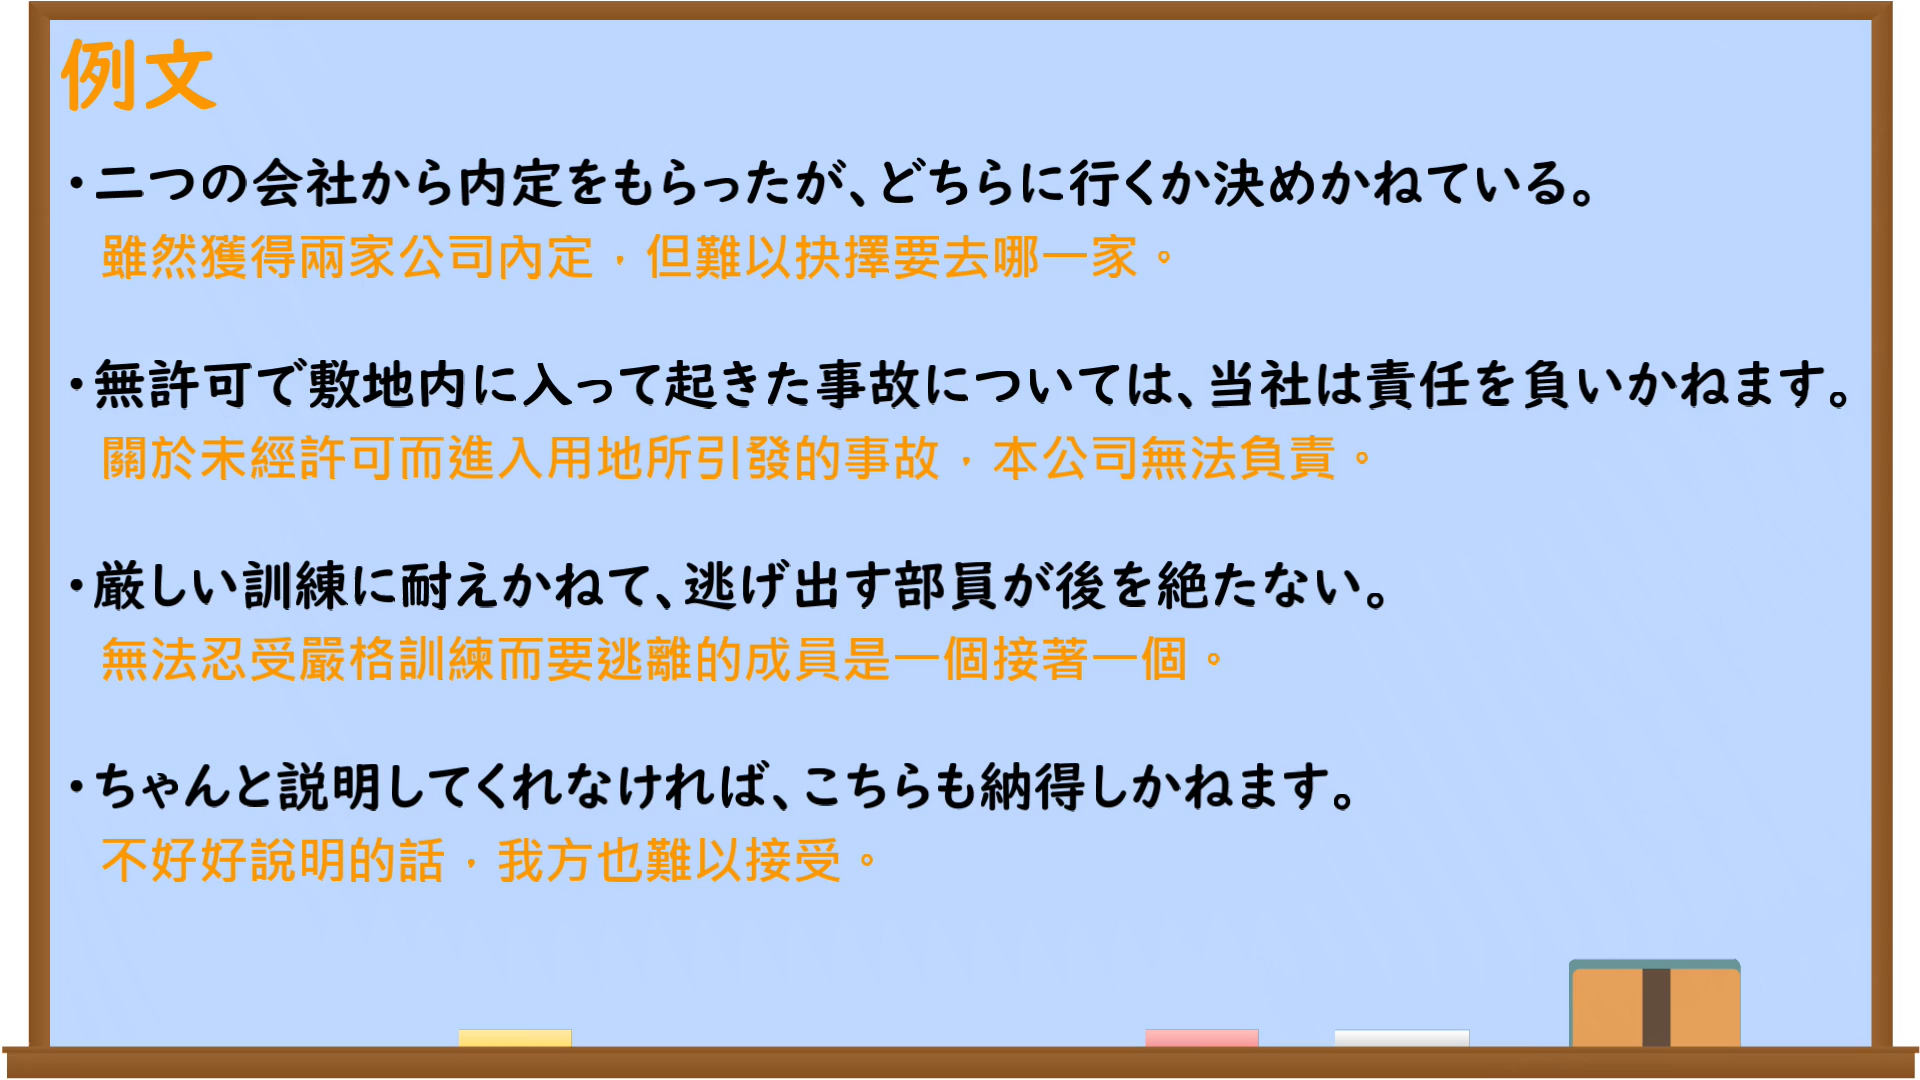 例文
・二つの会社から内定をもらったが、どちらに行くか決めかねている。
雖然獲得兩家公司內定，但難以抉擇要去哪一家。
・無許可で敷地内に入って起きた事故については、当社は責任を負いかねます。
關於未經許可而進入用地所引發的事故，本公司無法負責。
・厳しい訓練に耐えかねて、逃げ出す部員が後を絶たない。
無法忍受嚴格訓練而要逃離的成員是一個接著一個。
・ちゃんと説明してくれなければ、こちらも納得しかねます。
不好好說明的話，我方也難以接受。